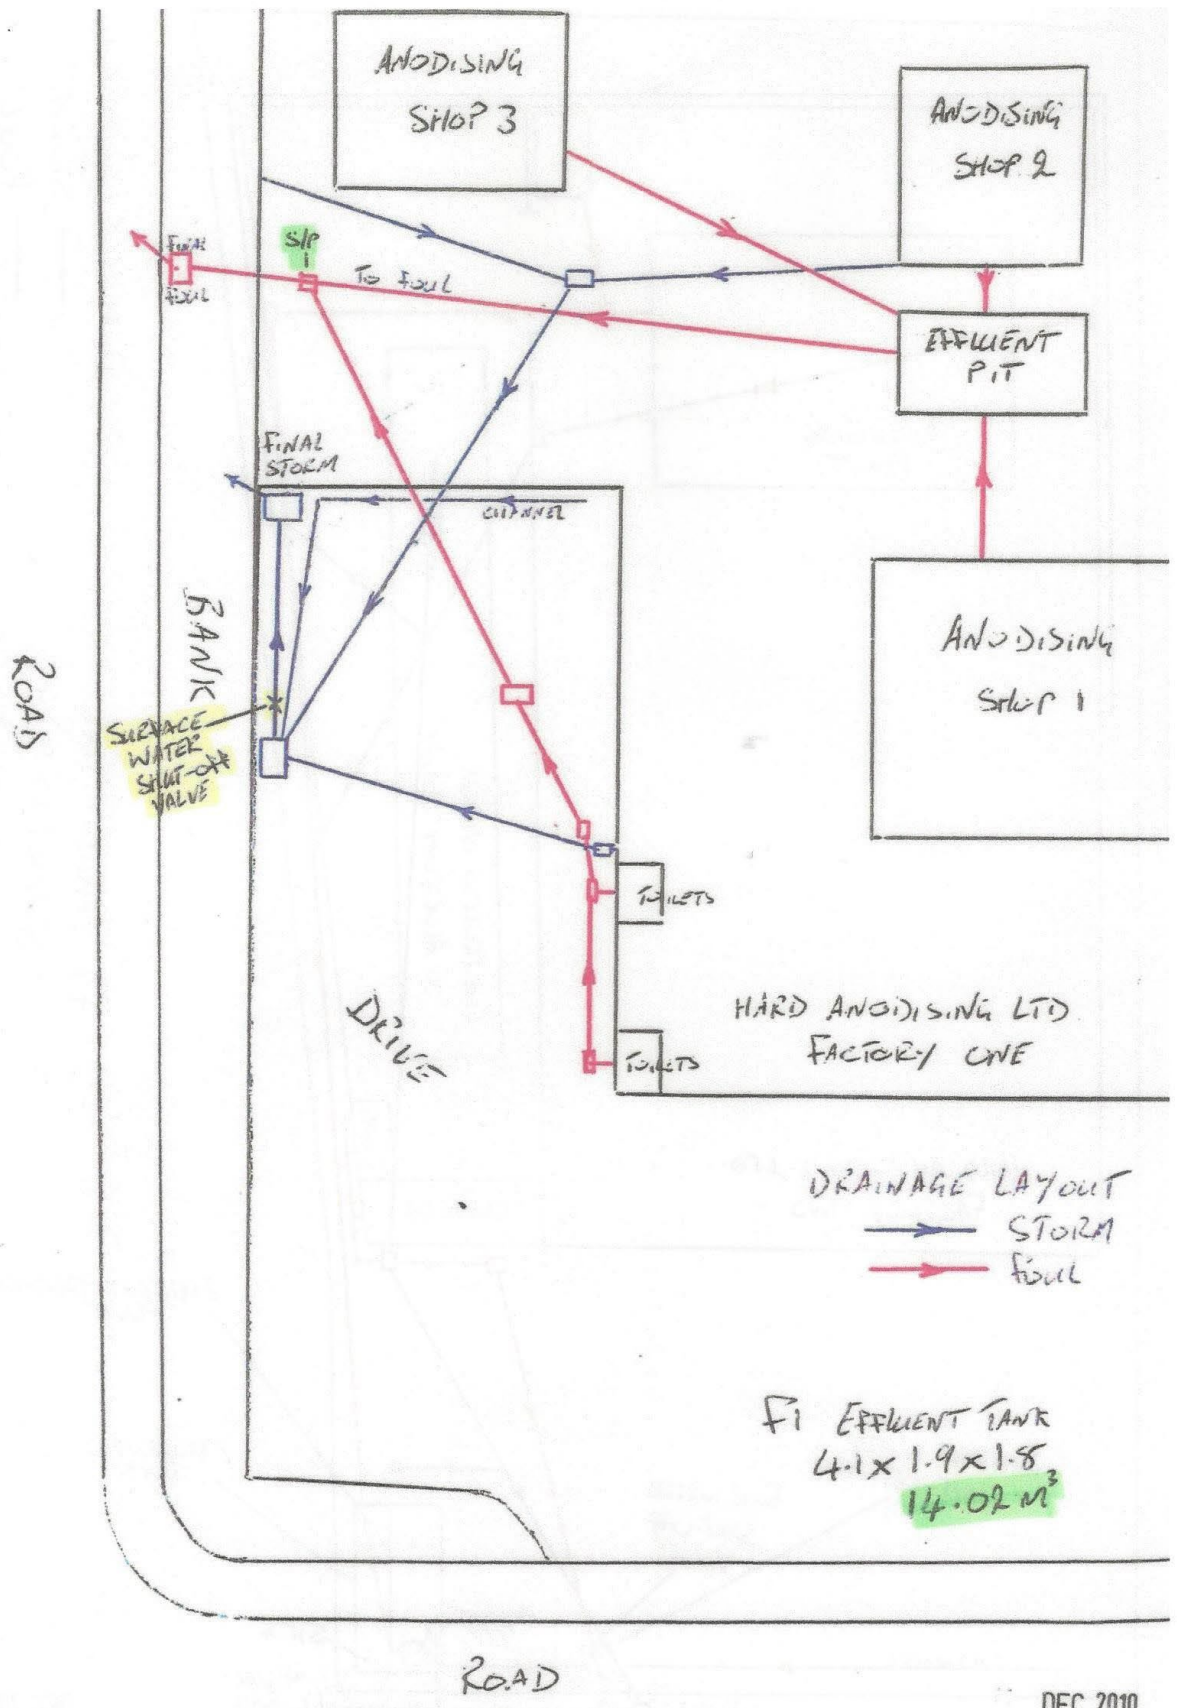 ANODISING
SHOP 3
ANODISING
SHOP 2
S/P
1
FINAL
FOUL
TO FOUL
EFFLUENT
PIT
FINAL
STORM
CHANNEL
BANK
ROAD
ANODISING
SHOP 1
SURFACE
WATER
SHUT-OFF
VALVE
TOILETS
DRIVE
HARD ANODISING LTD
FACTORY ONE
TOILETS
DRAINAGE LAYOUT
STORM
FOUL
F1 EFFLUENT TANK
4.1 x 1.9 x 1.8
14.02 M³
ROAD
DEC 2010